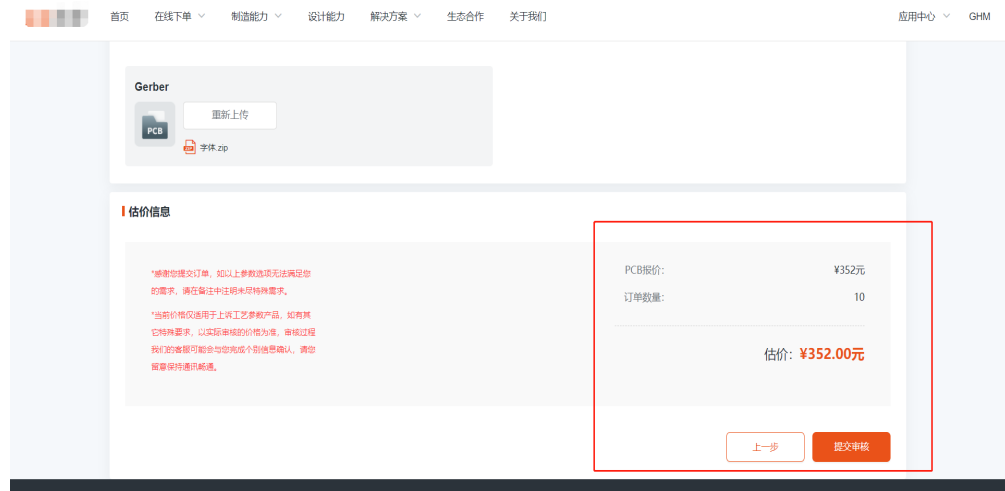 首页 在线下单 制造能力 设计能力 解决方案 生态合作 关于我们 应用中心 GHM
Gerber
重新上传
PCB
ZIP 字体.zip
估价信息
*感谢您提交订单，如以上参数选项无法满足您
的需求，请在备注中注明未尽特殊需求。
*当前价格仅适用于上诉工艺参数产品，如有其
它特殊要求，以实际审核的价格为准，审核过程
我们的客服可能会与您完成个别信息确认，请您
留意保持通讯畅通。
PCB报价: ¥352元
订单数量: 10
估价: ¥352.00元
上一步 提交审核